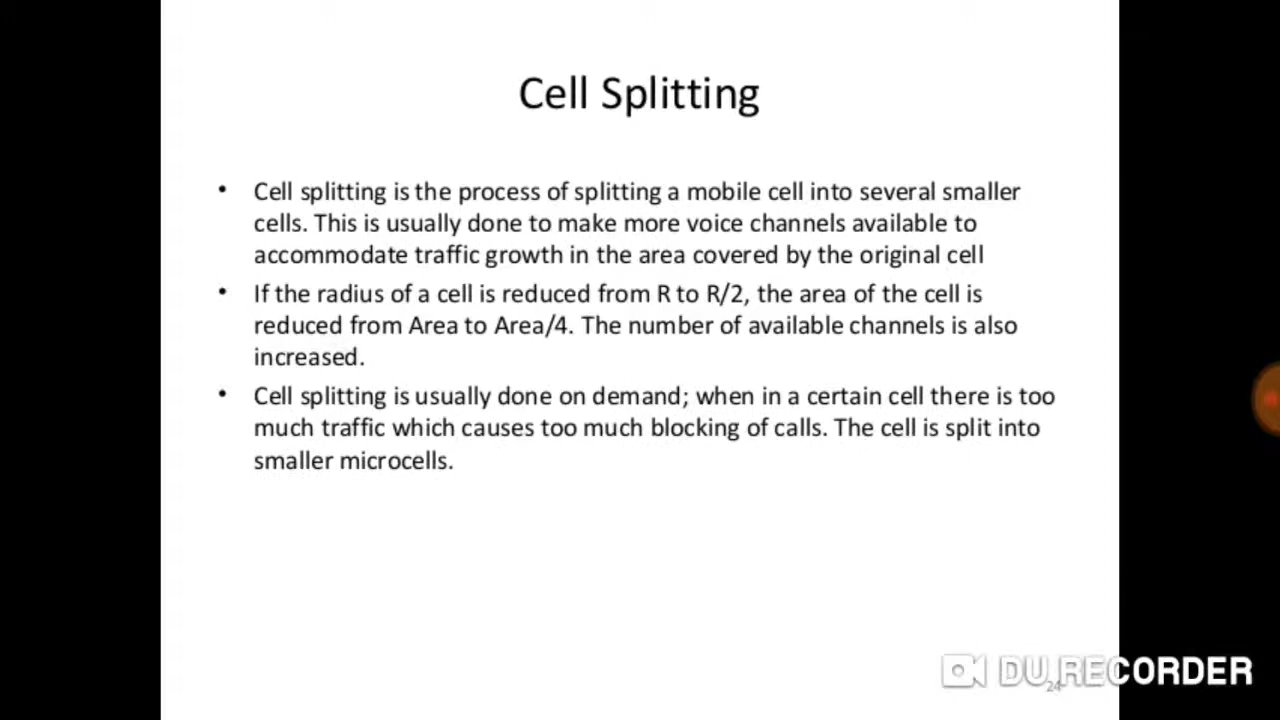 Cell Splitting
• Cell splitting is the process of splitting a mobile cell into several smaller
cells. This is usually done to make more voice channels available to
accommodate traffic growth in the area covered by the original cell
• If the radius of a cell is reduced from R to R/2, the area of the cell is
reduced from Area to Area/4. The number of available channels is also
increased.
• Cell splitting is usually done on demand; when in a certain cell there is too
much traffic which causes too much blocking of calls. The cell is split into
smaller microcells.
DU RECORDER
24